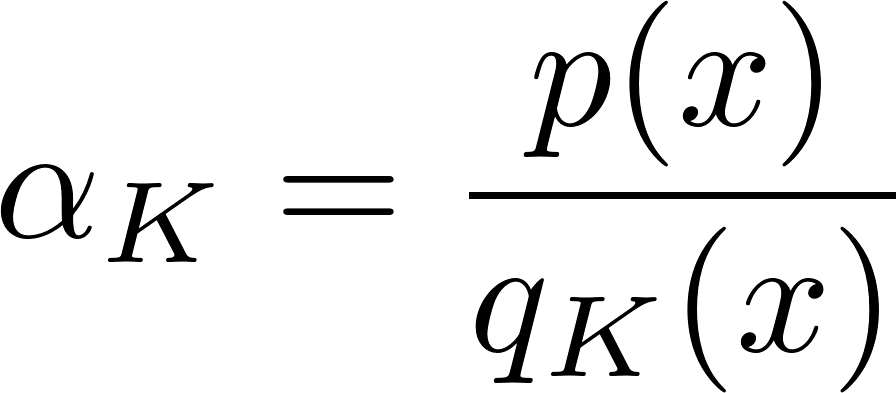 α_K = p(x) / q_K(x)